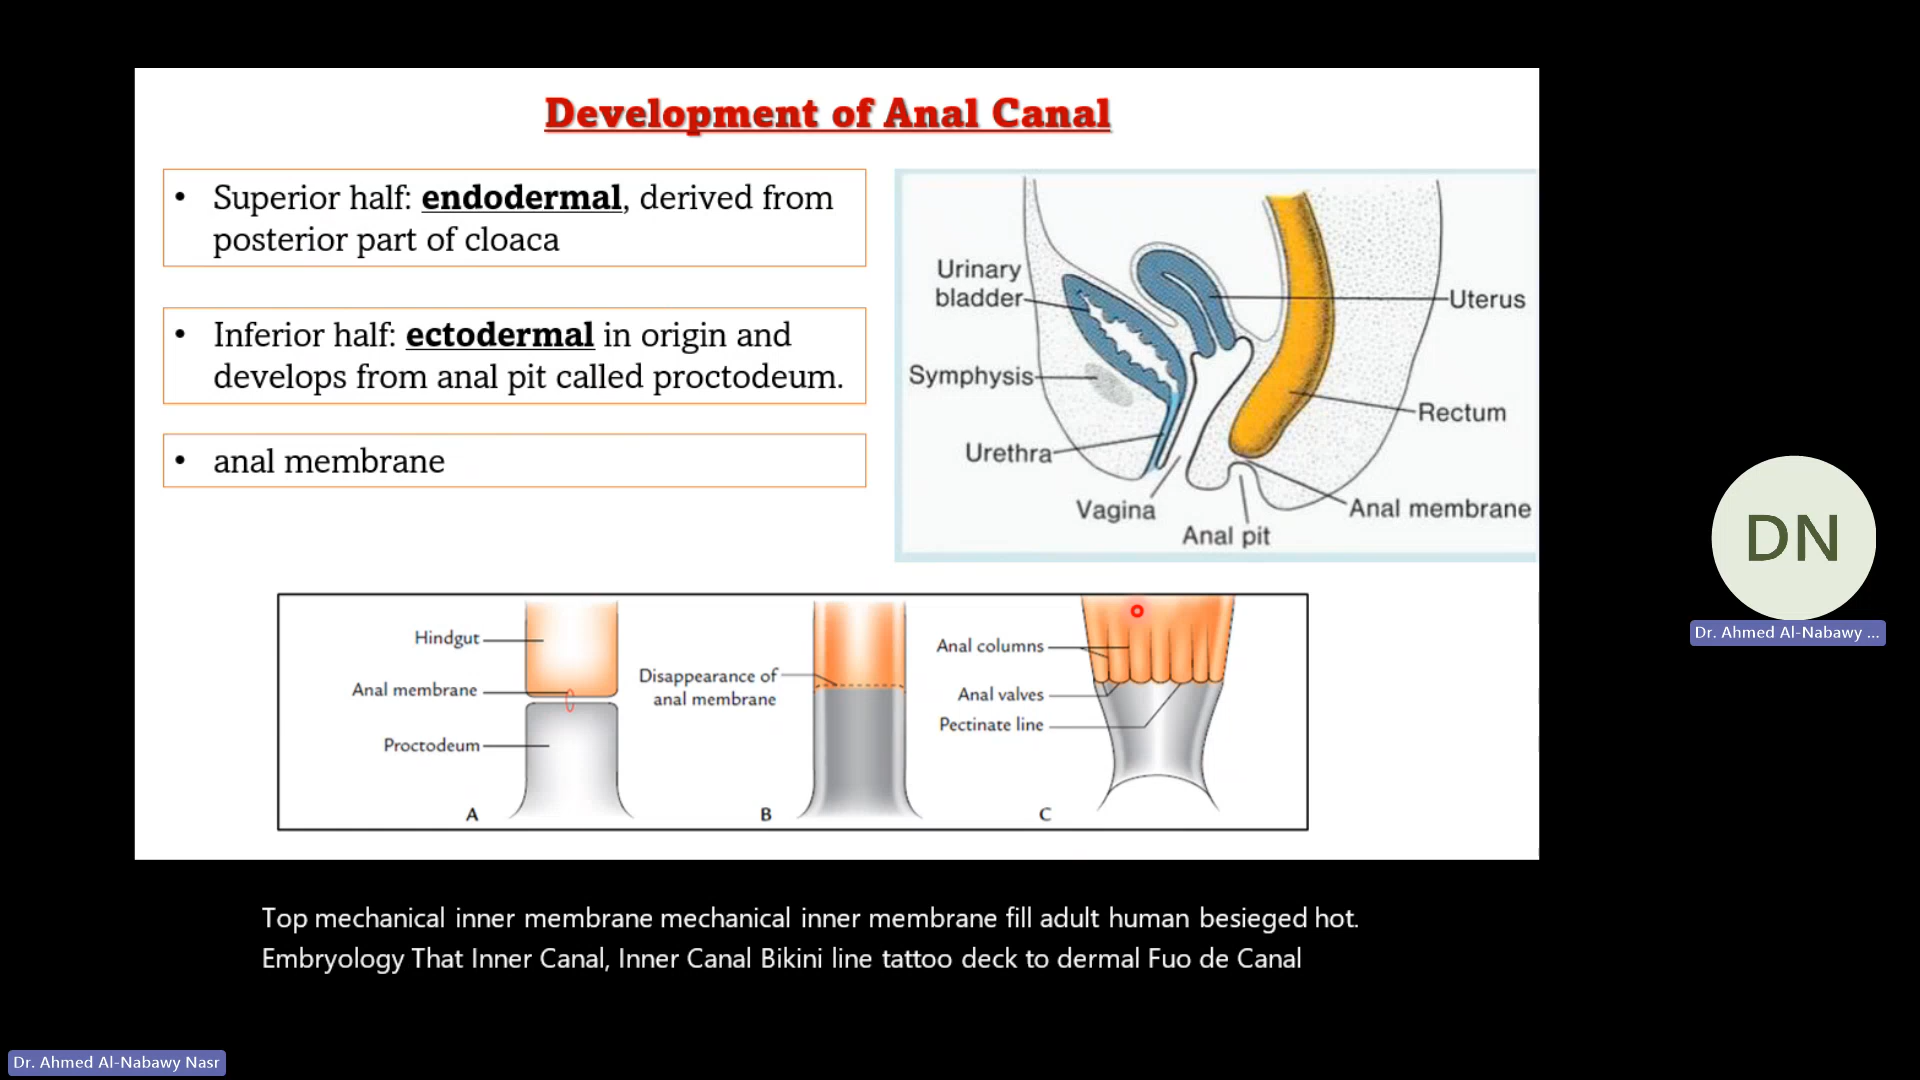 Development of Anal Canal
• Superior half: endodermal, derived from
posterior part of cloaca
• Inferior half: ectodermal in origin and
develops from anal pit called proctodeum.
• anal membrane
Urinary
bladder
Symphysis
Urethra
Vagina
Anal pit
Uterus
Rectum
Anal membrane
Hindgut
Anal membrane
Proctodeum
A
Disappearance of
anal membrane
B
Anal columns
Anal valves
Pectinate line
C
DN
Dr. Ahmed Al-Nabawy ...
Top mechanical inner membrane mechanical inner membrane fill adult human besieged hot.
Embryology That Inner Canal, Inner Canal Bikini line tattoo deck to dermal Fuo de Canal
Dr. Ahmed Al-Nabawy Nasr